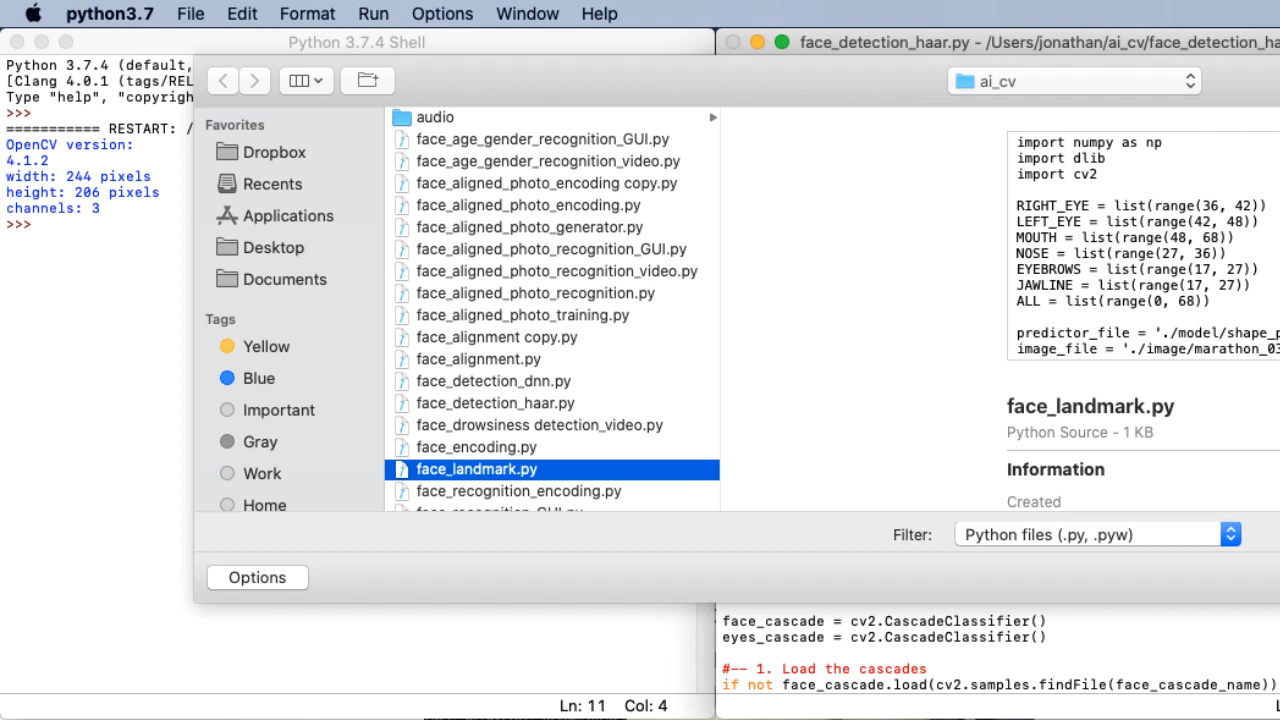 python3.7 File Edit Format Run Options Window Help
Python 3.7.4 Shell
Python 3.7.4 (default,
[Clang 4.0.1 (tags/REL
Type "help", "copyrigh
>>>
=========== RESTART: /
OpenCV version:
4.1.2
width: 244 pixels
height: 206 pixels
channels: 3
>>>
face_detection_haar.py - /Users/jonathan/ai_cv/face_detection_ha
ai_cv
Favorites
Dropbox
Recents
Applications
Desktop
Documents
Tags
Yellow
Blue
Important
Gray
Work
Home
audio
face_age_gender_recognition_GUI.py
face_age_gender_recognition_video.py
face_aligned_photo_encoding copy.py
face_aligned_photo_encoding.py
face_aligned_photo_generator.py
face_aligned_photo_recognition_GUI.py
face_aligned_photo_recognition_video.py
face_aligned_photo_recognition.py
face_aligned_photo_training.py
face_alignment copy.py
face_alignment.py
face_detection_dnn.py
face_detection_haar.py
face_drowsiness detection_video.py
face_encoding.py
face_landmark.py
face_recognition_encoding.py
face_recognition_GUI.py
import numpy as np
import dlib
import cv2
RIGHT_EYE = list(range(36, 42))
LEFT_EYE = list(range(42, 48))
MOUTH = list(range(48, 68))
NOSE = list(range(27, 36))
EYEBROWS = list(range(17, 27))
JAWLINE = list(range(17, 27))
ALL = list(range(0, 68))
predictor_file = './model/shape_p
image_file = './image/marathon_03
face_landmark.py
Python Source - 1 KB
Information
Created
Filter: Python files (.py, .pyw)
Options
face_cascade = cv2.CascadeClassifier()
eyes_cascade = cv2.CascadeClassifier()
#-- 1. Load the cascades
if not face_cascade.load(cv2.samples.findFile(face_cascade_name))
Ln: 11 Col: 4